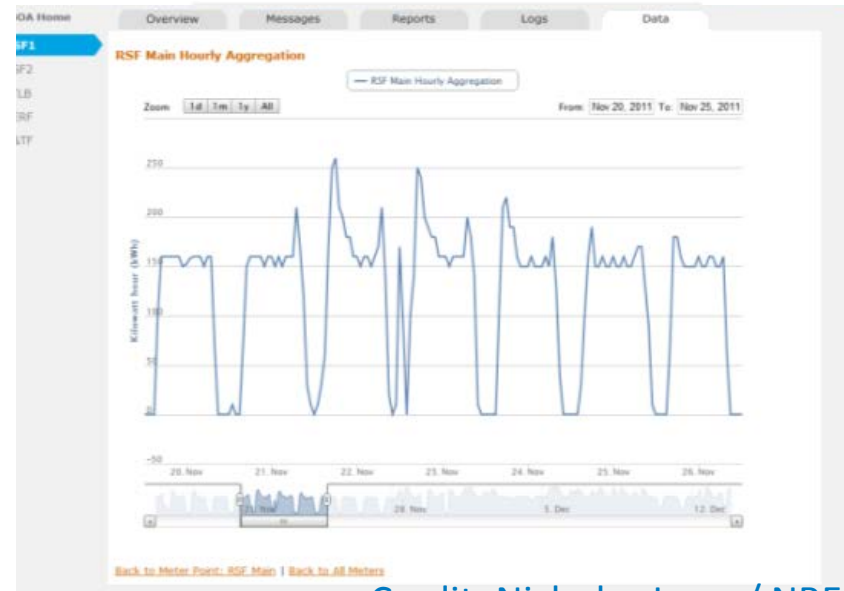 OA Home
Overview Messages Reports Logs Data
SF1
SF2
RSF Main Hourly Aggregation
RSF Main Hourly Aggregation
Zoom 1d 1m 1y All From: Nov 20, 2011 To: Nov 25, 2011
250
200
150
100
50
0
-50
Kilowatt hour (kWh)
20. Nov 21. Nov 22. Nov 23. Nov 24. Nov 25. Nov 26. Nov
21. Nov 28. Nov 5. Dec 12. Dec
Back to Meter Point: RSF Main | Back to All Meters